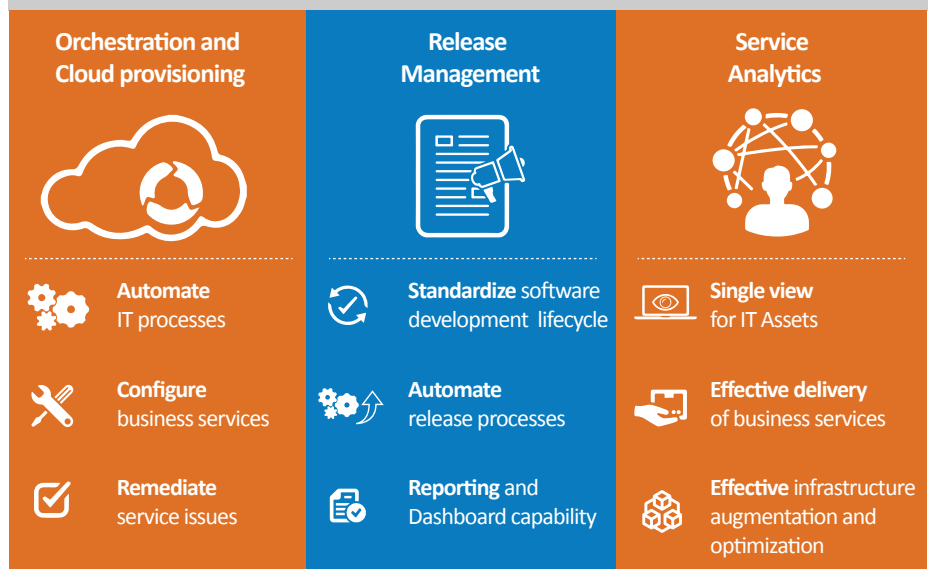 Orchestration and
Cloud provisioning
Automate
IT processes
Configure
business services
Remediate
service issues
Release
Management
Standardize software
development lifecycle
Automate
release processes
Reporting and
Dashboard capability
Service
Analytics
Single view
for IT Assets
Effective delivery
of business services
Effective infrastructure
augmentation and
optimization